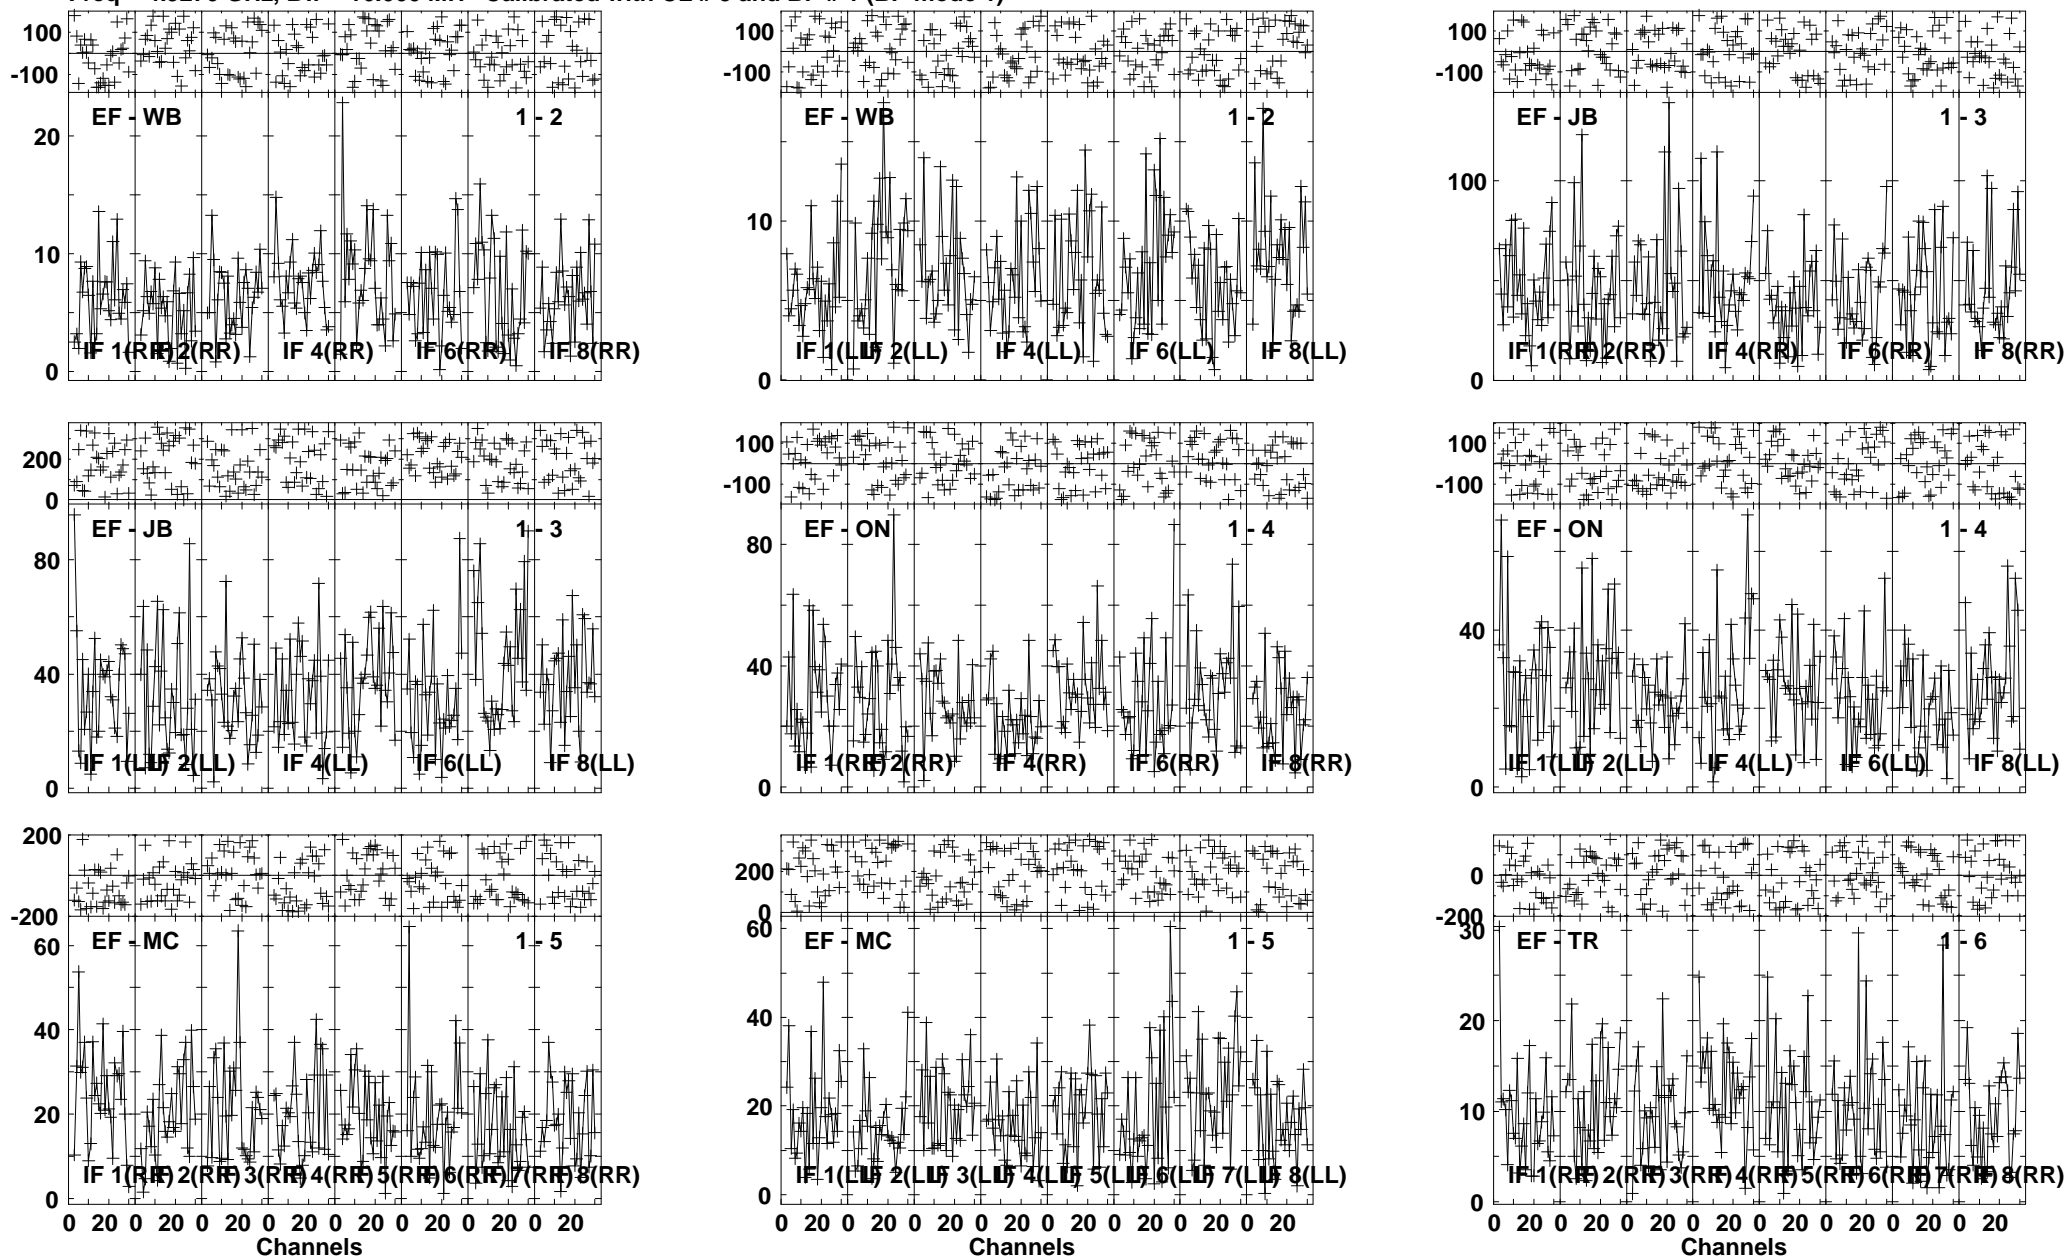 GHz, Calibrated with and mode
100
-100
EF - WB 1 - 2
20
10
0
IF 1(RR) IF 2(RR) IF 4(RR) IF 6(RR) IF 8(RR)
100
-100
EF - WB 1 - 2
10
0
IF 1(LL) IF 2(LL) IF 4(LL) IF 6(LL) IF 8(LL)
100
-100
EF - JB 1 - 3
100
0
IF 1(RR) IF 2(RR) IF 4(RR) IF 6(RR) IF 8(RR)
200
0
EF - JB 1 - 3
80
40
0
IF 1(LL) IF 2(LL) IF 4(LL) IF 6(LL) IF 8(LL)
100
-100
EF - ON 1 - 4
80
40
0
IF 1(RR) IF 2(RR) IF 4(RR) IF 6(RR) IF 8(RR)
100
-100
EF - ON 1 - 4
40
0
IF 1(LL) IF 2(LL) IF 4(LL) IF 6(LL) IF 8(LL)
200
-200
EF - MC 1 - 5
60
40
20
0
IF 1(RR) IF 2(RR) IF 3(RR) IF 4(RR) IF 5(RR) IF 6(RR) IF 7(RR) IF 8(RR)
0 20 0 20 0 20 0 20 0 20 0 20 0 20 0 20
Channels
200
0
EF - MC 1 - 5
60
40
20
0
IF 1(LL) IF 2(LL) IF 3(LL) IF 4(LL) IF 5(LL) IF 6(LL) IF 7(LL) IF 8(LL)
0 20 0 20 0 20 0 20 0 20 0 20 0 20 0 20
Channels
0
-200
EF - TR 1 - 6
30
20
10
0
IF 1(RR) IF 2(RR) IF 3(RR) IF 4(RR) IF 5(RR) IF 6(RR) IF 7(RR) IF 8(RR)
0 20 0 20 0 20 0 20 0 20 0 20 0 20 0 20
Channels